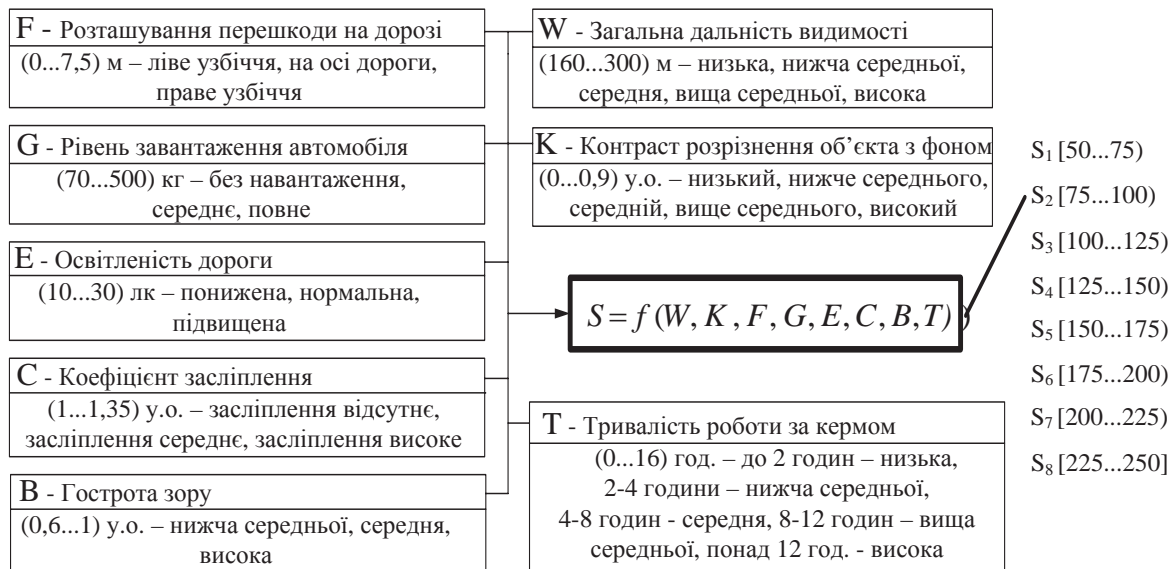 F - Розташування перешкоди на дорозі
(0...7,5) м – ліве узбіччя, на осі дороги,
праве узбіччя
G - Рівень завантаження автомобіля
(70...500) кг – без навантаження,
середнє, повне
E - Освітленість дороги
(10...30) лк – понижена, нормальна,
підвищена
C - Коефіцієнт засліплення
(1...1,35) у.о. – засліплення відсутнє,
засліплення середнє, засліплення високе
B - Гострота зору
(0,6...1) у.о. – нижча середньої, середня,
висока
W - Загальна дальність видимості
(160...300) м – низька, нижча середньої,
середня, вища середньої, висока
K - Контраст розрізнення об’єкта з фоном
(0...0,9) у.о. – низький, нижче середнього,
середній, вище середнього, високий
S = f (W, K , F, G, E, C, B, T) )
T - Тривалість роботи за кермом
(0...16) год. – до 2 годин – низька,
2-4 години – нижча середньої,
4-8 годин - середня, 8-12 годин – вища
середньої, понад 12 год. - висока
S₁ [50...75)
S₂ [75...100)
S₃ [100...125)
S₄ [125...150)
S₅ [150...175)
S₆ [175...200)
S₇ [200...225)
S₈ [225...250]